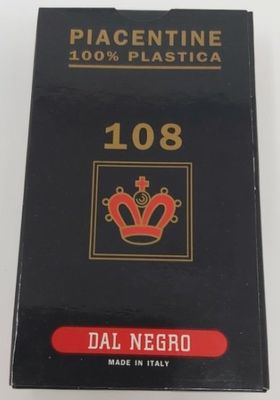 PIACENTINE
100% PLASTICA
108
DAL NEGRO
MADE IN ITALY